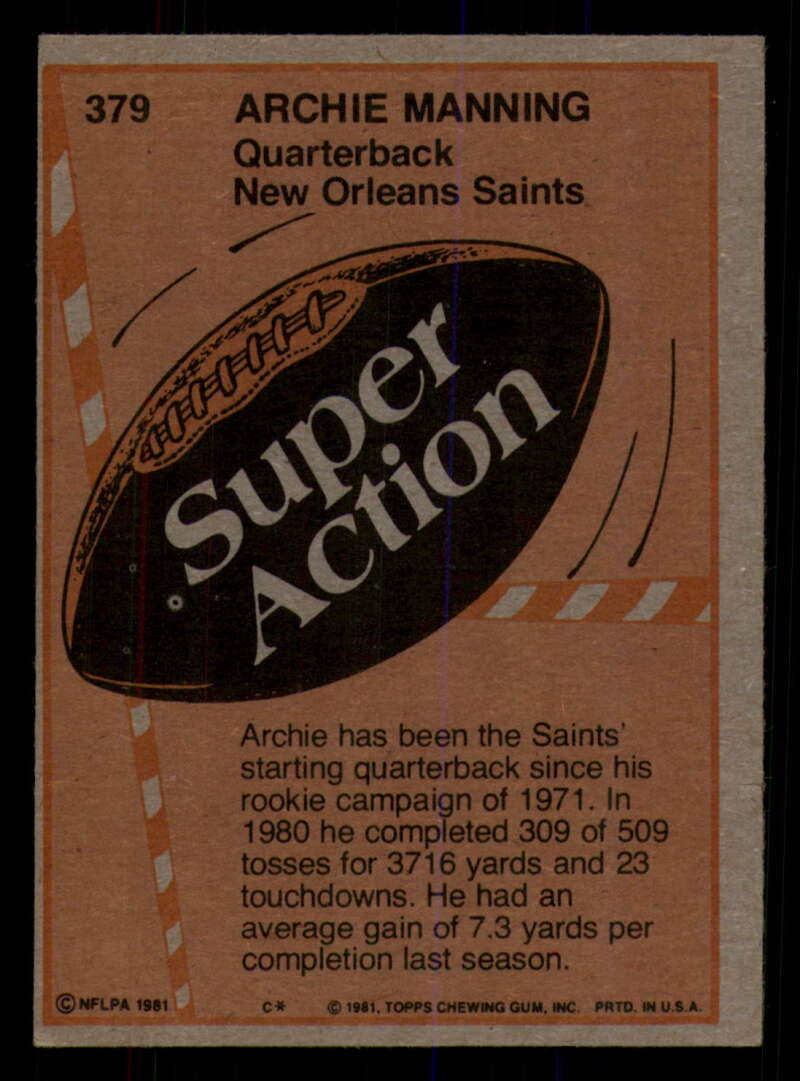 379
ARCHIE MANNING
Quarterback
New Orleans Saints
Super
Action
Archie has been the Saints'
starting quarterback since his
rookie campaign of 1971. In
1980 he completed 309 of 509
tosses for 3716 yards and 23
touchdowns. He had an
average gain of 7.3 yards per
completion last season.
© NFLPA 1981 C* © 1981, TOPPS CHEWING GUM, INC. PRTD. IN U.S.A.